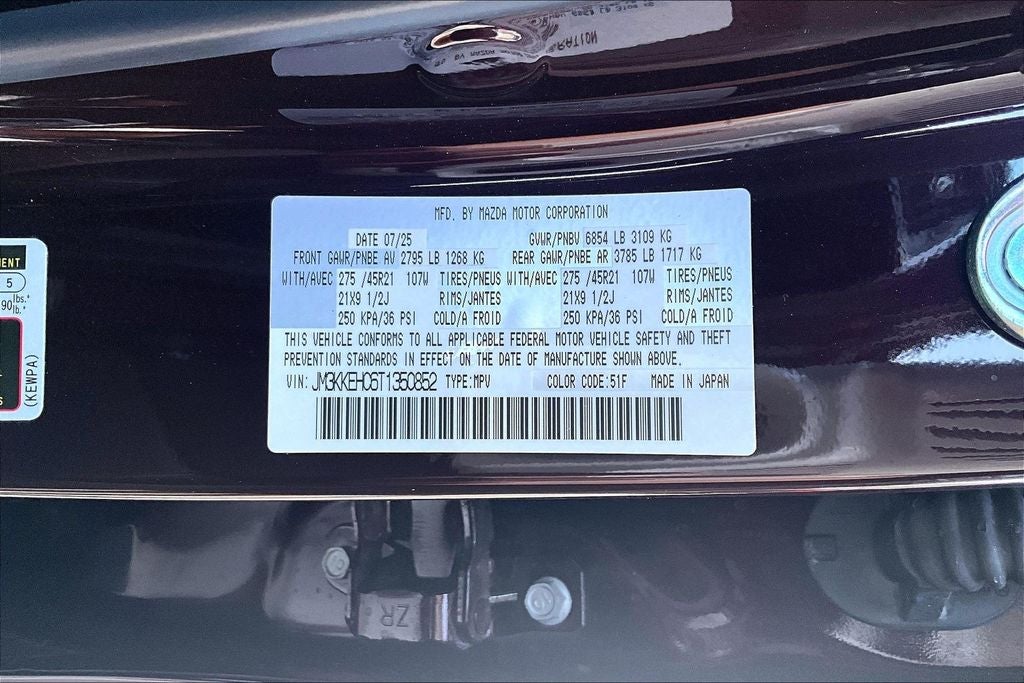 MFD. BY MAZDA MOTOR CORPORATION
DATE 07/25 GVWR/PNBV 6854 LB 3109 KG
FRONT GAWR/PNBE AV 2795 LB 1268 KG REAR GAWR/PNBE AR 3785 LB 1717 KG
WITH/AVEC 275 /45R21 107W TIRES/PNEUS WITH/AVEC 275 /45R21 107W TIRES/PNEUS
21X9 1/2J RIMS/JANTES 21X9 1/2J RIMS/JANTES
250 KPA/36 PSI COLD/A FROID 250 KPA/36 PSI COLD/A FROID
THIS VEHICLE CONFORMS TO ALL APPLICABLE FEDERAL MOTOR VEHICLE SAFETY AND THEFT
PREVENTION STANDARDS IN EFFECT ON THE DATE OF MANUFACTURE SHOWN ABOVE.
VIN: JM3KKEHC6T1350852 TYPE:MPV COLOR CODE:51F MADE IN JAPAN
5
lbs.
90 lb.
(KEWPA)
ZR